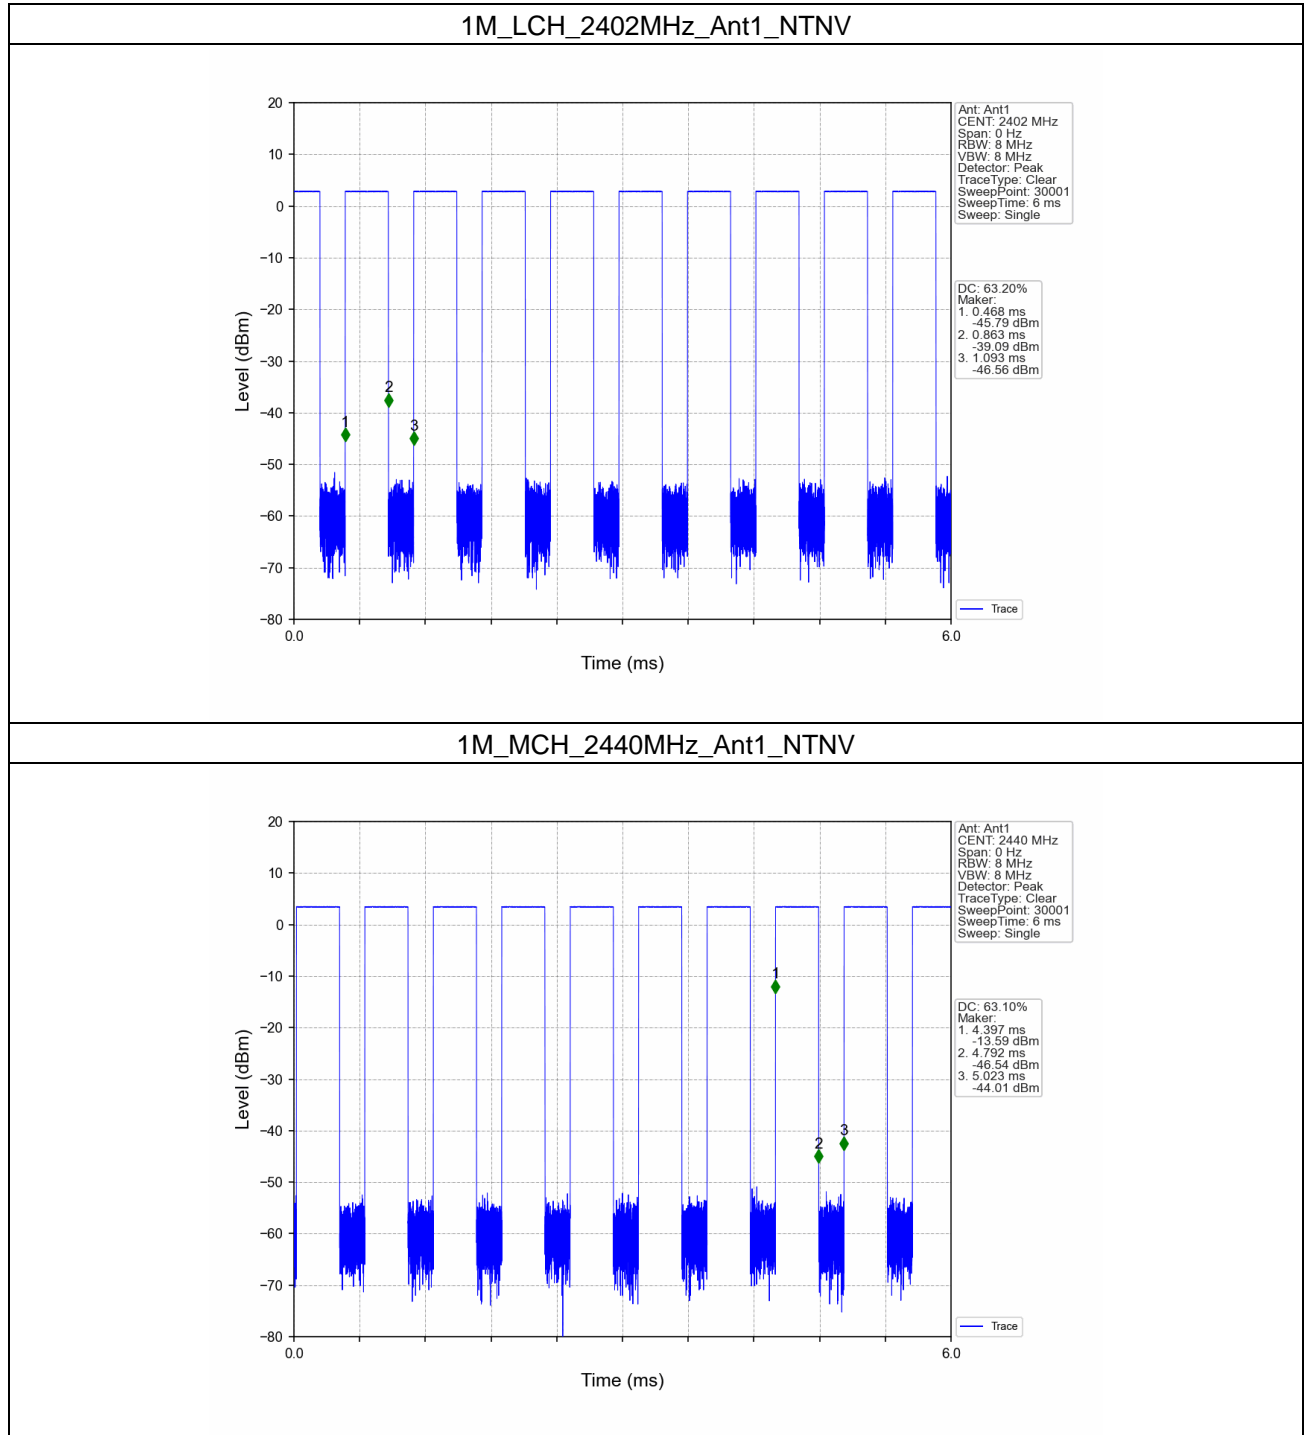 1M_LCH_2402MHz_Ant1_NTNV
20
10
0
−10
−20
−30
−40
−50
−60
−70
−80
Level (dBm)
1
2
3
0.0
6.0
Time (ms)
Ant: Ant1
CENT: 2402 MHz
Span: 0 Hz
RBW: 8 MHz
VBW: 8 MHz
Detector: Peak
TraceType: Clear
SweepPoint: 30001
SweepTime: 6 ms
Sweep: Single
DC: 63.20%
Maker:
1. 0.468 ms
-45.79 dBm
2. 0.863 ms
-39.09 dBm
3. 1.093 ms
-46.56 dBm
Trace
1M_MCH_2440MHz_Ant1_NTNV
20
10
0
−10
−20
−30
−40
−50
−60
−70
−80
Level (dBm)
1
2
3
0.0
6.0
Time (ms)
Ant: Ant1
CENT: 2440 MHz
Span: 0 Hz
RBW: 8 MHz
VBW: 8 MHz
Detector: Peak
TraceType: Clear
SweepPoint: 30001
SweepTime: 6 ms
Sweep: Single
DC: 63.10%
Maker:
1. 4.397 ms
-13.59 dBm
2. 4.792 ms
-46.54 dBm
3. 5.023 ms
-44.01 dBm
Trace